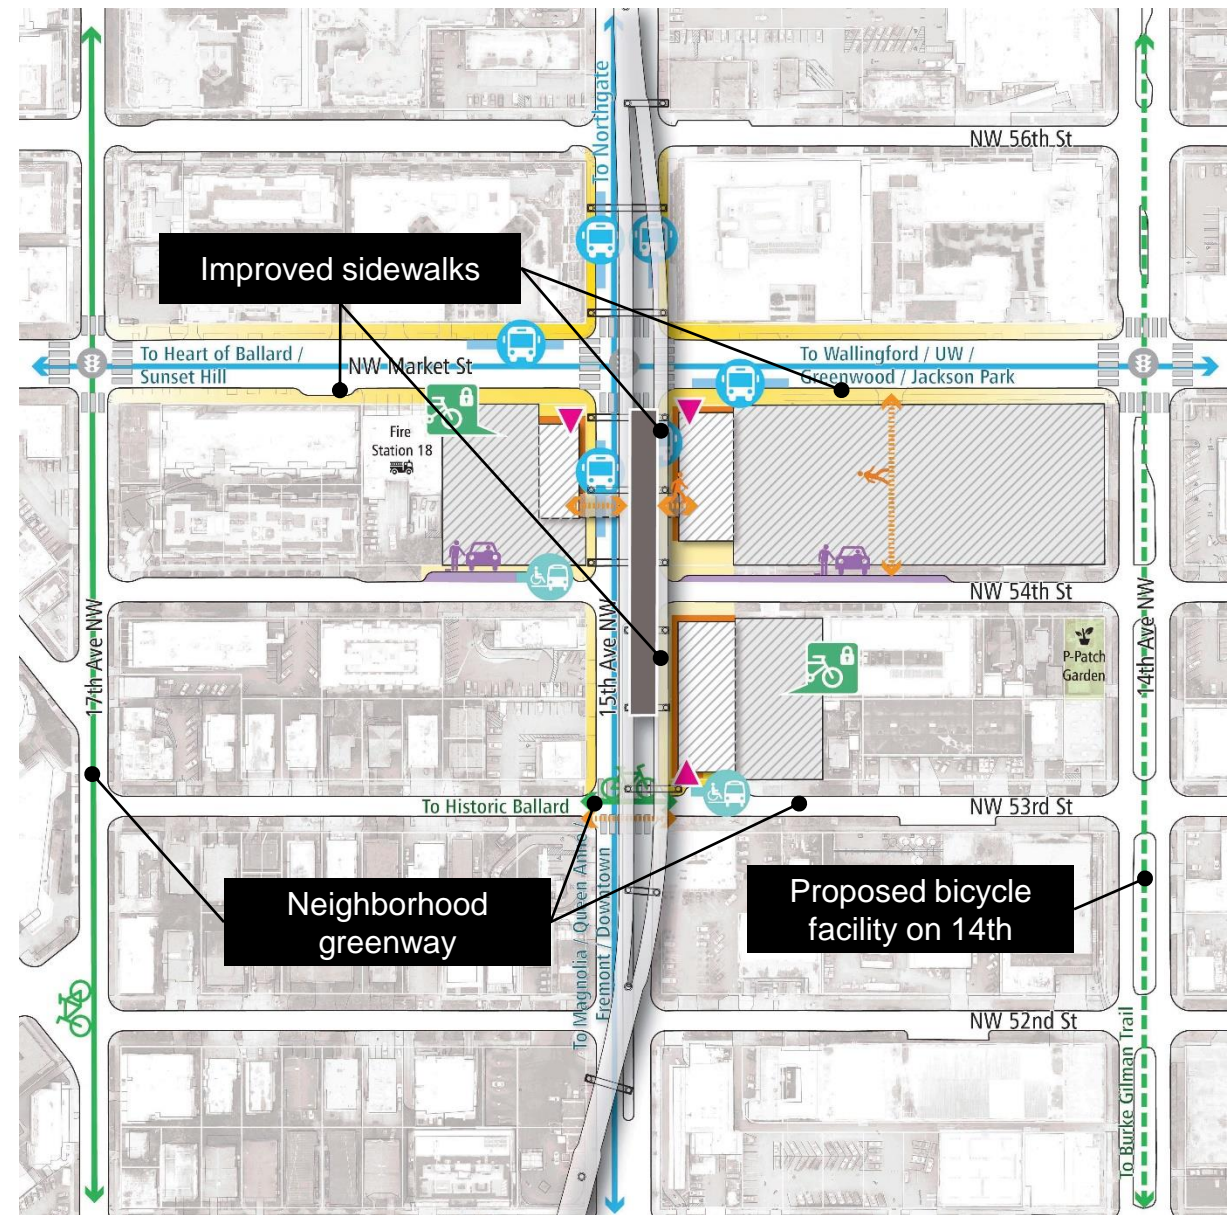 To Northgate
NW 56th St
Improved sidewalks
To Heart of Ballard /
Sunset Hill
NW Market St
To Wallingford / UW /
Greenwood / Jackson Park
Fire
Station 18
NW 54th St
17th Ave NW
15th Ave NW
14th Ave NW
P-Patch
Garden
To Historic Ballard
NW 53rd St
Neighborhood
greenway
Proposed bicycle
facility on 14th
To Magnolia / Queen Anne /
Fremont / Downtown
NW 52nd St
To Burke Gilman Trail